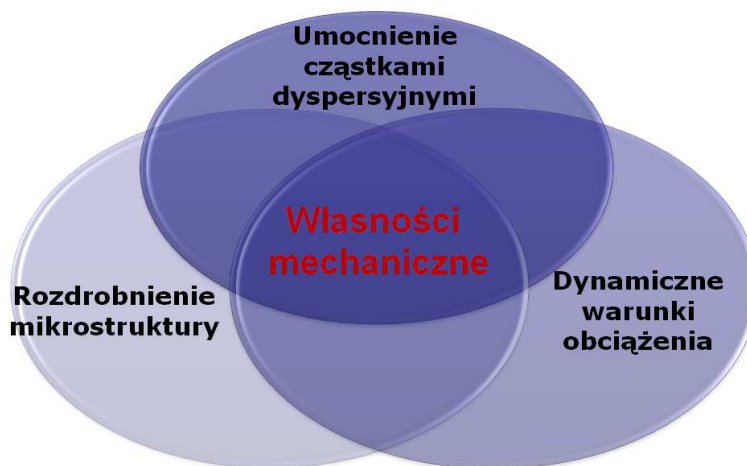 Umocnienie
cząstkami
dyspersyjnymi
Własności
mechaniczne
Rozdrobnienie
mikrostruktury
Dynamiczne
warunki
obciążenia